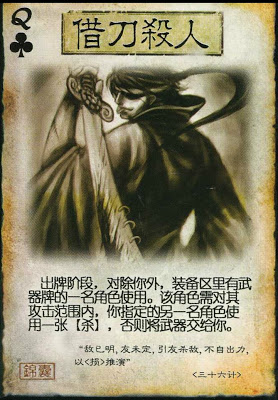 Q
借刀殺人
出牌阶段，对除你外，装备区里有武
器牌的一名角色使用。该角色需对其
攻击范围内，你指定的另一名角色使
用一张【杀】，否则将武器交给你。
“敌已明，友未定，引友杀敌，不自出力，
以<损>推演”
錦囊
<三十六计>